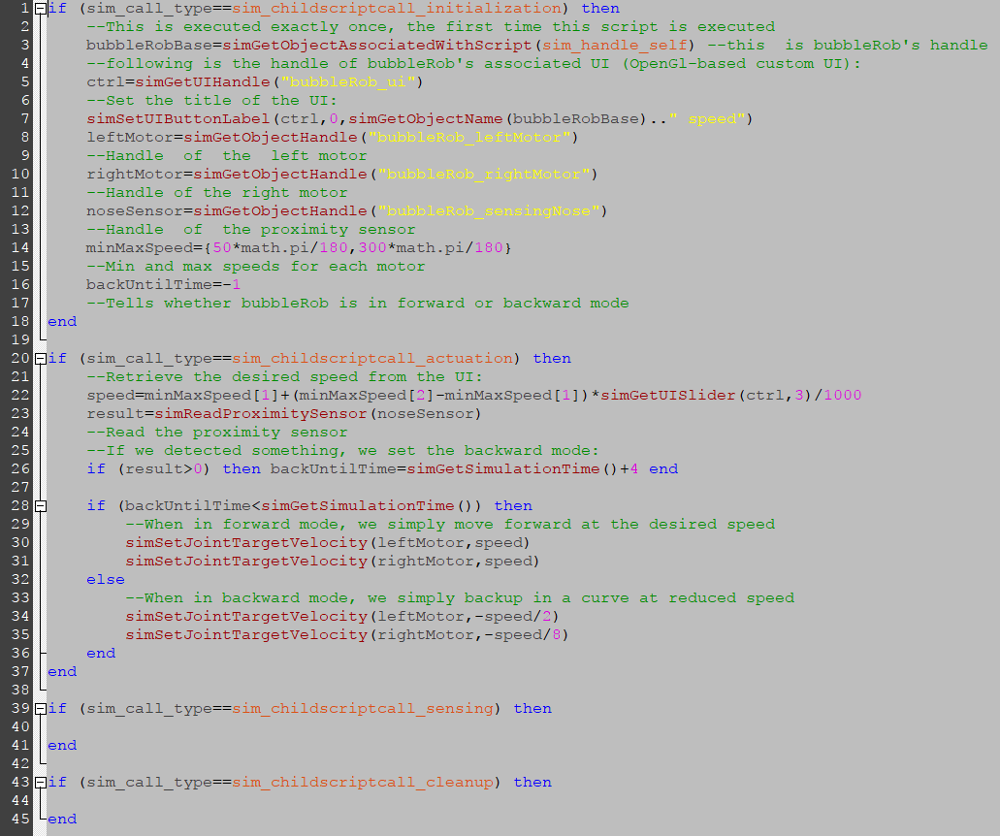 1 if (sim_call_type==sim_childscriptcall_initialization) then
2     --This is executed exactly once, the first time this script is executed
3     bubbleRobBase=simGetObjectAssociatedWithScript(sim_handle_self) --this  is bubbleRob's handle
4     --following is the handle of bubbleRob's associated UI (OpenGl-based custom UI):
5     ctrl=simGetUIHandle("bubbleRob_ui")
6     --Set the title of the UI:
7     simSetUIButtonLabel(ctrl,0,simGetObjectName(bubbleRobBase).." speed")
8     leftMotor=simGetObjectHandle("bubbleRob_leftMotor")
9     --Handle  of  the  left motor
10     rightMotor=simGetObjectHandle("bubbleRob_rightMotor")
11     --Handle of the right motor
12     noseSensor=simGetObjectHandle("bubbleRob_sensingNose")
13     --Handle  of  the proximity sensor
14     minMaxSpeed={50*math.pi/180,300*math.pi/180}
15     --Min and max speeds for each motor
16     backUntilTime=-1
17     --Tells whether bubbleRob is in forward or backward mode
18 end
19
20 if (sim_call_type==sim_childscriptcall_actuation) then
21     --Retrieve the desired speed from the UI:
22     speed=minMaxSpeed[1]+(minMaxSpeed[2]-minMaxSpeed[1])*simGetUISlider(ctrl,3)/1000
23     result=simReadProximitySensor(noseSensor)
24     --Read the proximity sensor
25     --If we detected something, we set the backward mode:
26     if (result>0) then backUntilTime=simGetSimulationTime()+4 end
27
28     if (backUntilTime<simGetSimulationTime()) then
29         --When in forward mode, we simply move forward at the desired speed
30         simSetJointTargetVelocity(leftMotor,speed)
31         simSetJointTargetVelocity(rightMotor,speed)
32     else
33         --When in backward mode, we simply backup in a curve at reduced speed
34         simSetJointTargetVelocity(leftMotor,-speed/2)
35         simSetJointTargetVelocity(rightMotor,-speed/8)
36     end
37 end
38
39 if (sim_call_type==sim_childscriptcall_sensing) then
40
41 end
42
43 if (sim_call_type==sim_childscriptcall_cleanup) then
44
45 end